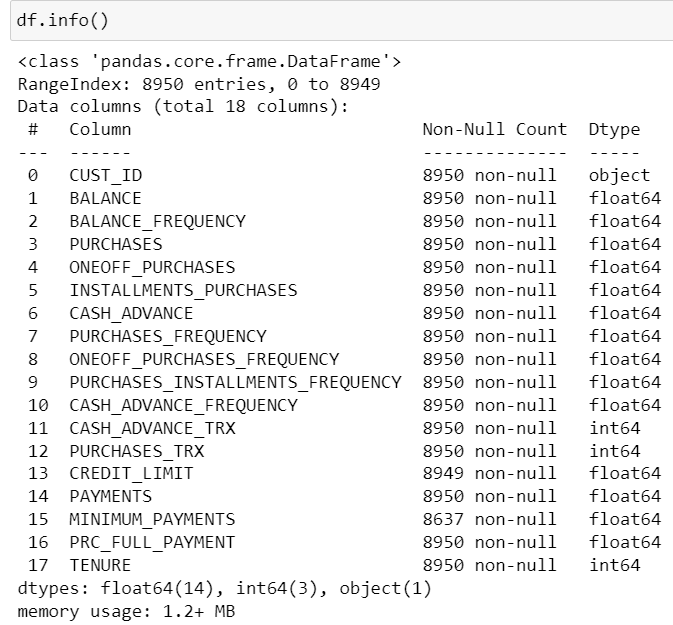 df.info()
<class 'pandas.core.frame.DataFrame'>
RangeIndex: 8950 entries, 0 to 8949
Data columns (total 18 columns):
 #   Column                            Non-Null Count  Dtype
---  ------                            --------------  -----
 0   CUST_ID                           8950 non-null   object
 1   BALANCE                           8950 non-null   float64
 2   BALANCE_FREQUENCY                 8950 non-null   float64
 3   PURCHASES                         8950 non-null   float64
 4   ONEOFF_PURCHASES                  8950 non-null   float64
 5   INSTALLMENTS_PURCHASES            8950 non-null   float64
 6   CASH_ADVANCE                      8950 non-null   float64
 7   PURCHASES_FREQUENCY               8950 non-null   float64
 8   ONEOFF_PURCHASES_FREQUENCY        8950 non-null   float64
 9   PURCHASES_INSTALLMENTS_FREQUENCY  8950 non-null   float64
 10  CASH_ADVANCE_FREQUENCY            8950 non-null   float64
 11  CASH_ADVANCE_TRX                  8950 non-null   int64
 12  PURCHASES_TRX                     8950 non-null   int64
 13  CREDIT_LIMIT                      8949 non-null   float64
 14  PAYMENTS                          8950 non-null   float64
 15  MINIMUM_PAYMENTS                  8637 non-null   float64
 16  PRC_FULL_PAYMENT                  8950 non-null   float64
 17  TENURE                            8950 non-null   int64
dtypes: float64(14), int64(3), object(1)
memory usage: 1.2+ MB